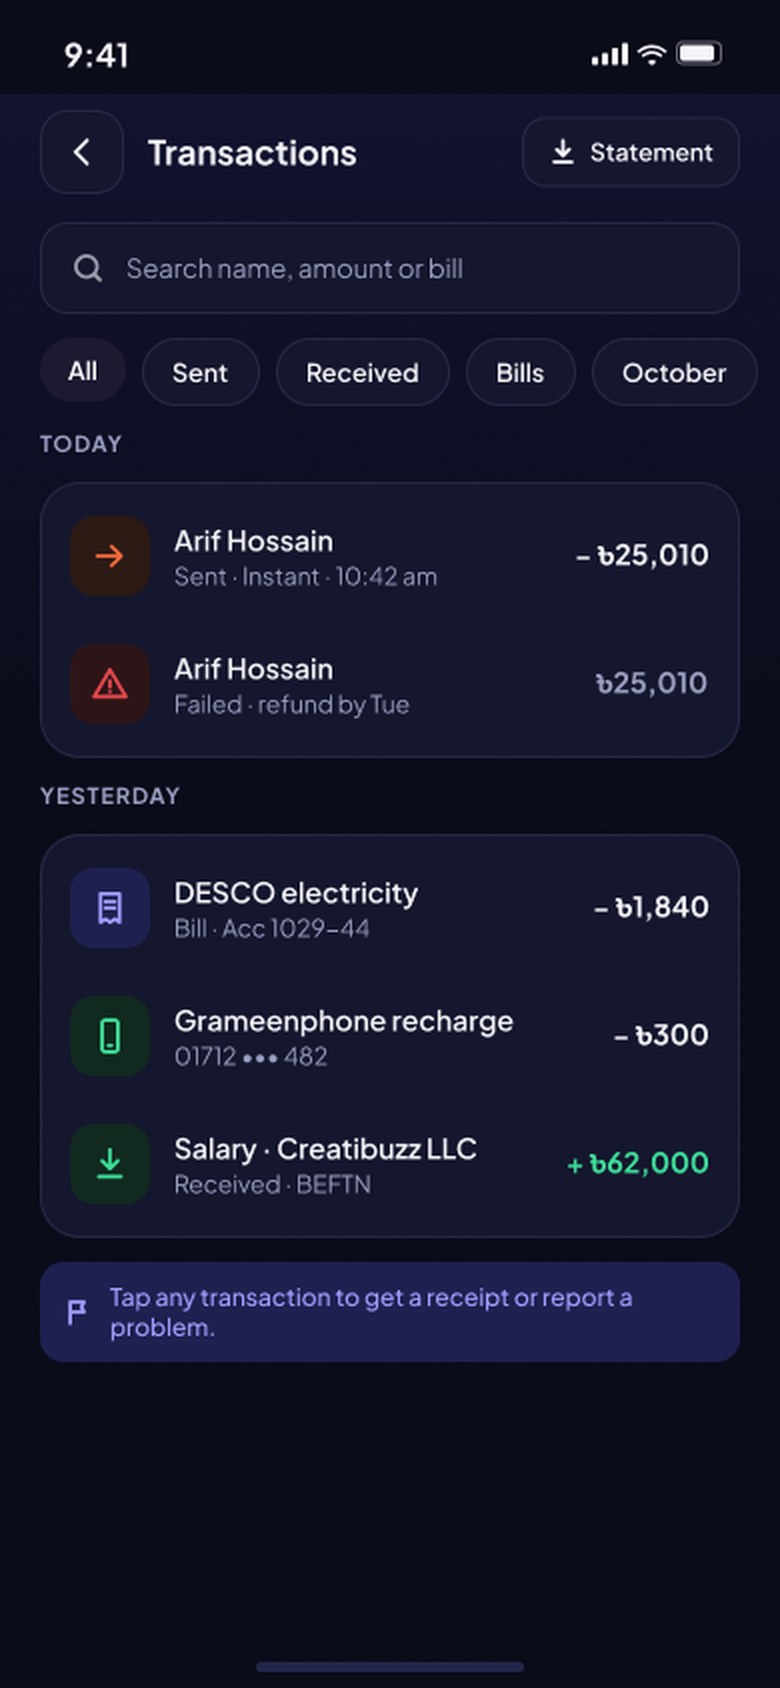 9:41
Transactions
Statement
Search name, amount or bill
All
Sent
Received
Bills
October
TODAY
Arif Hossain
– ৳25,010
Sent · Instant · 10:42 am
Arif Hossain
৳25,010
Failed · refund by Tue
YESTERDAY
DESCO electricity
– ৳1,840
Bill · Acc 1029–44
Grameenphone recharge
– ৳300
01712 ••• 482
Salary · Creatibuzz LLC
+ ৳62,000
Received · BEFTN
Tap any transaction to get a receipt or report a
problem.